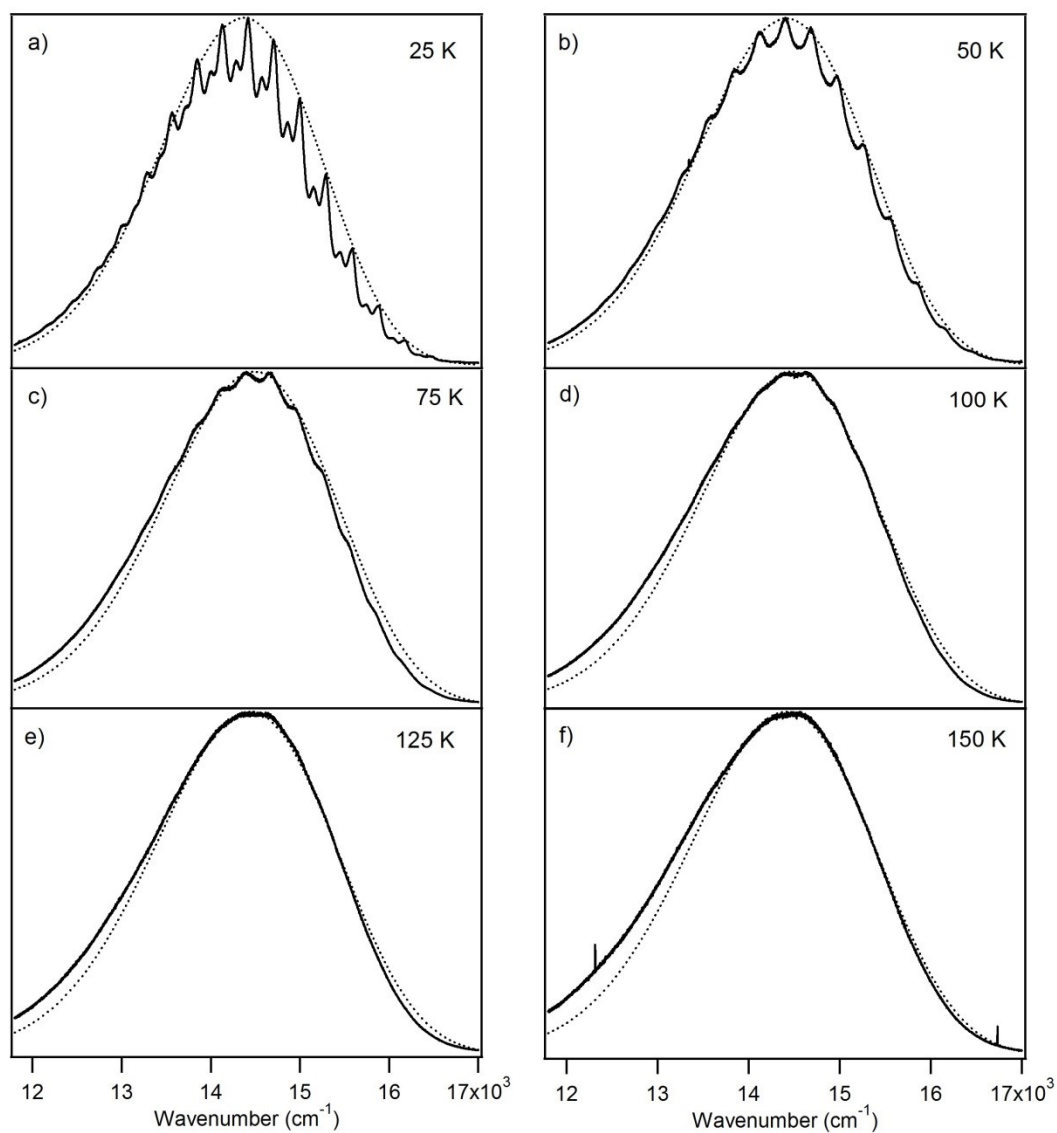 a) 25 K
b) 50 K
c) 75 K
d) 100 K
e) 125 K
f) 150 K
12 13 14 15 16 17x10³
12 13 14 15 16 17x10³
Wavenumber (cm⁻¹)
Wavenumber (cm⁻¹)